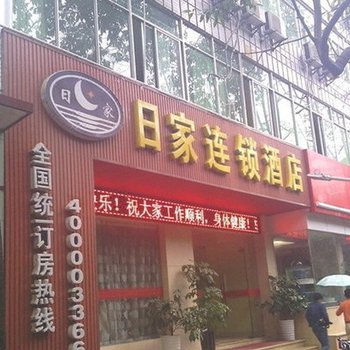 日家
日家连锁酒店
乐！祝大家工作顺利，身体健康！
全国统一订房热线
40000336